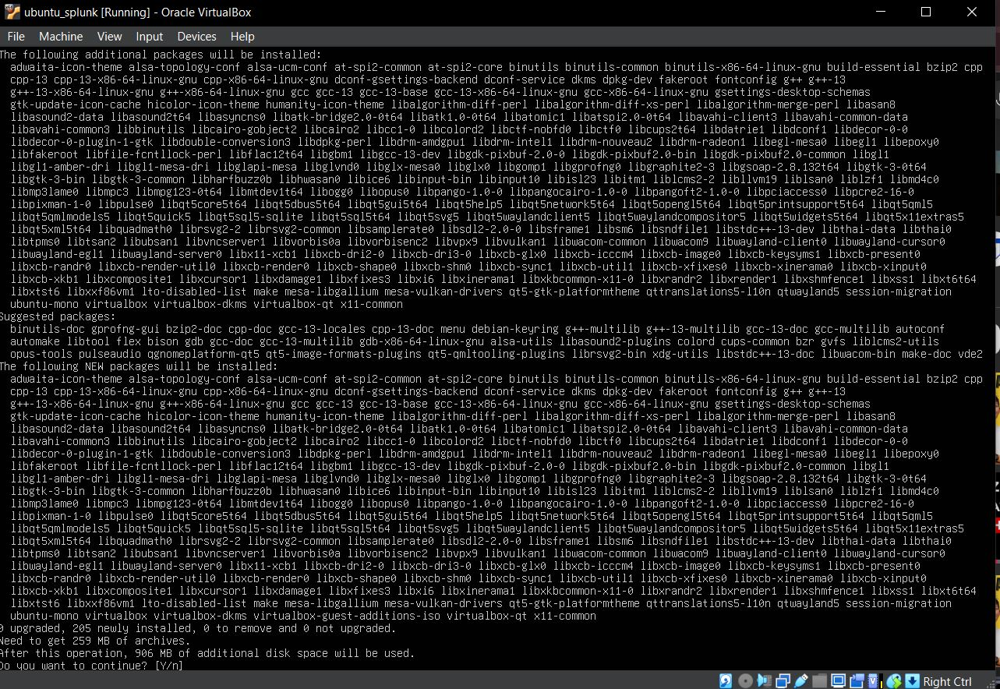 ubuntu_splunk [Running] - Oracle VirtualBox
File Machine View Input Devices Help
The following additional packages will be installed:
adwaita-icon-theme alsa-topology-conf alsa-ucm-conf at-spi2-common at-spi2-core binutils binutils-common binutils-x86-64-linux-gnu build-essential bzip2 cpp
cpp-13 cpp-13-x86-64-linux-gnu cpp-x86-64-linux-gnu dconf-gsettings-backend dconf-service dkms dpkg-dev fakeroot fontconfig g++ g++-13
g++-13-x86-64-linux-gnu g++-x86-64-linux-gnu gcc gcc-13 gcc-13-base gcc-13-x86-64-linux-gnu gcc-x86-64-linux-gnu gsettings-desktop-schemas
gtk-update-icon-cache hicolor-icon-theme humanity-icon-theme libalgorithm-diff-perl libalgorithm-diff-xs-perl libalgorithm-merge-perl libasan8
libasound2-data libasound2t64 libasyncns0 libatk-bridge2.0-0t64 libatk1.0-0t64 libatomic1 libatspi2.0-0t64 libavahi-client3 libavahi-common-data
libavahi-common3 libbinutils libcairo-gobject2 libcairo2 libcc1-0 libcolord2 libctf-nobfd0 libctf0 libcups2t64 libdatrie1 libdconf1 libdecor-0-0
libdecor-0-plugin-1-gtk libdouble-conversion3 libdpkg-perl libdrm-amdgpu1 libdrm-intel1 libdrm-nouveau2 libdrm-radeon1 libegl-mesa0 libegl1 libepoxy0
libfakeroot libfile-fcntllock-perl libflac12t64 libgbm1 libgcc-13-dev libgdk-pixbuf-2.0-0 libgdk-pixbuf2.0-bin libgdk-pixbuf2.0-common libgl1
libgl1-amber-dri libgl1-mesa-dri libglapi-mesa libglvnd0 libglx-mesa0 libglx0 libgomp1 libgprofng0 libgraphite2-3 libgsoap-2.8.132t64 libgtk-3-0t64
libgtk-3-bin libgtk-3-common libharfbuzz0b libhwasan0 libice6 libinput-bin libinput10 libisl23 libitm1 liblcms2-2 libllvm19 liblsan0 liblzf1 libmd4c0
libmp3lame0 libmpc3 libmpg123-0t64 libmtdev1t64 libogg0 libopus0 libpango-1.0-0 libpangocairo-1.0-0 libpangoft2-1.0-0 libpciaccess0 libpcre2-16-0
libpixman-1-0 libpulse0 libqt5core5t64 libqt5dbus5t64 libqt5gui5t64 libqt5help5 libqt5network5t64 libqt5opengl5t64 libqt5printsupport5t64 libqt5qml5
libqt5qmlmodels5 libqt5quick5 libqt5sql5-sqlite libqt5sql5t64 libqt5svg5 libqt5waylandclient5 libqt5waylandcompositor5 libqt5widgets5t64 libqt5x11extras5
libqt5xml5t64 libquadmath0 librsvg2-2 librsvg2-common libsamplerate0 libsdl2-2.0-0 libsframe1 libsm6 libsndfile1 libstdc++-13-dev libthai-data libthai0
libtpms0 libtsan2 libubsan1 libvncserver1 libvorbis0a libvorbisenc2 libvpx9 libvulkan1 libwacom-common libwacom9 libwayland-client0 libwayland-cursor0
libwayland-egl1 libwayland-server0 libx11-xcb1 libxcb-dri2-0 libxcb-dri3-0 libxcb-glx0 libxcb-icccm4 libxcb-image0 libxcb-keysyms1 libxcb-present0
libxcb-randr0 libxcb-render-util0 libxcb-render0 libxcb-shape0 libxcb-shm0 libxcb-sync1 libxcb-util1 libxcb-xfixes0 libxcb-xinerama0 libxcb-xinput0
libxcb-xkb1 libxcomposite1 libxcursor1 libxdamage1 libxfixes3 libxi6 libxinerama1 libxkbcommon-x11-0 libxrandr2 libxrender1 libxshmfence1 libxss1 libxt6t64
libxtst6 libxxf86vm1 lto-disabled-list make mesa-libgallium mesa-vulkan-drivers qt5-gtk-platformtheme qttranslations5-l10n qtwayland5 session-migration
ubuntu-mono virtualbox virtualbox-dkms virtualbox-qt x11-common
Suggested packages:
binutils-doc gprofng-gui bzip2-doc cpp-doc gcc-13-locales cpp-13-doc menu debian-keyring g++-multilib g++-13-multilib gcc-13-doc gcc-multilib autoconf
automake libtool flex bison gdb gcc-doc gcc-13-multilib gdb-x86-64-linux-gnu alsa-utils libasound2-plugins colord cups-common bzr gvfs liblcms2-utils
opus-tools pulseaudio qgnomeplatform-qt5 qt5-image-formats-plugins qt5-qmltooling-plugins librsvg2-bin xdg-utils libstdc++-13-doc libwacom-bin make-doc vde2
The following NEW packages will be installed:
adwaita-icon-theme alsa-topology-conf alsa-ucm-conf at-spi2-common at-spi2-core binutils binutils-common binutils-x86-64-linux-gnu build-essential bzip2 cpp
cpp-13 cpp-13-x86-64-linux-gnu cpp-x86-64-linux-gnu dconf-gsettings-backend dconf-service dkms dpkg-dev fakeroot fontconfig g++ g++-13
g++-13-x86-64-linux-gnu g++-x86-64-linux-gnu gcc gcc-13 gcc-13-base gcc-13-x86-64-linux-gnu gcc-x86-64-linux-gnu gsettings-desktop-schemas
gtk-update-icon-cache hicolor-icon-theme humanity-icon-theme libalgorithm-diff-perl libalgorithm-diff-xs-perl libalgorithm-merge-perl libasan8
libasound2-data libasound2t64 libasyncns0 libatk-bridge2.0-0t64 libatk1.0-0t64 libatomic1 libatspi2.0-0t64 libavahi-client3 libavahi-common-data
libavahi-common3 libbinutils libcairo-gobject2 libcairo2 libcc1-0 libcolord2 libctf-nobfd0 libctf0 libcups2t64 libdatrie1 libdconf1 libdecor-0-0
libdecor-0-plugin-1-gtk libdouble-conversion3 libdpkg-perl libdrm-amdgpu1 libdrm-intel1 libdrm-nouveau2 libdrm-radeon1 libegl-mesa0 libegl1 libepoxy0
libfakeroot libfile-fcntllock-perl libflac12t64 libgbm1 libgcc-13-dev libgdk-pixbuf-2.0-0 libgdk-pixbuf2.0-bin libgdk-pixbuf2.0-common libgl1
libgl1-amber-dri libgl1-mesa-dri libglapi-mesa libglvnd0 libglx-mesa0 libglx0 libgomp1 libgprofng0 libgraphite2-3 libgsoap-2.8.132t64 libgtk-3-0t64
libgtk-3-bin libgtk-3-common libharfbuzz0b libhwasan0 libice6 libinput-bin libinput10 libisl23 libitm1 liblcms2-2 libllvm19 liblsan0 liblzf1 libmd4c0
libmp3lame0 libmpc3 libmpg123-0t64 libmtdev1t64 libogg0 libopus0 libpango-1.0-0 libpangocairo-1.0-0 libpangoft2-1.0-0 libpciaccess0 libpcre2-16-0
libpixman-1-0 libpulse0 libqt5core5t64 libqt5dbus5t64 libqt5gui5t64 libqt5help5 libqt5network5t64 libqt5opengl5t64 libqt5printsupport5t64 libqt5qml5
libqt5qmlmodels5 libqt5quick5 libqt5sql5-sqlite libqt5sql5t64 libqt5svg5 libqt5waylandclient5 libqt5waylandcompositor5 libqt5widgets5t64 libqt5x11extras5
libqt5xml5t64 libquadmath0 librsvg2-2 librsvg2-common libsamplerate0 libsdl2-2.0-0 libsframe1 libsm6 libsndfile1 libstdc++-13-dev libthai-data libthai0
libtpms0 libtsan2 libubsan1 libvncserver1 libvorbis0a libvorbisenc2 libvpx9 libvulkan1 libwacom-common libwacom9 libwayland-client0 libwayland-cursor0
libwayland-egl1 libwayland-server0 libx11-xcb1 libxcb-dri2-0 libxcb-dri3-0 libxcb-glx0 libxcb-icccm4 libxcb-image0 libxcb-keysyms1 libxcb-present0
libxcb-randr0 libxcb-render-util0 libxcb-render0 libxcb-shape0 libxcb-shm0 libxcb-sync1 libxcb-util1 libxcb-xfixes0 libxcb-xinerama0 libxcb-xinput0
libxcb-xkb1 libxcomposite1 libxcursor1 libxdamage1 libxfixes3 libxi6 libxinerama1 libxkbcommon-x11-0 libxrandr2 libxrender1 libxshmfence1 libxss1 libxt6t64
libxtst6 libxxf86vm1 lto-disabled-list make mesa-libgallium mesa-vulkan-drivers qt5-gtk-platformtheme qttranslations5-l10n qtwayland5 session-migration
ubuntu-mono virtualbox virtualbox-dkms virtualbox-guest-additions-iso virtualbox-qt x11-common
0 upgraded, 205 newly installed, 0 to remove and 0 not upgraded.
Need to get 259 MB of archives.
After this operation, 906 MB of additional disk space will be used.
Do you want to continue? [Y/n]
Right Ctrl